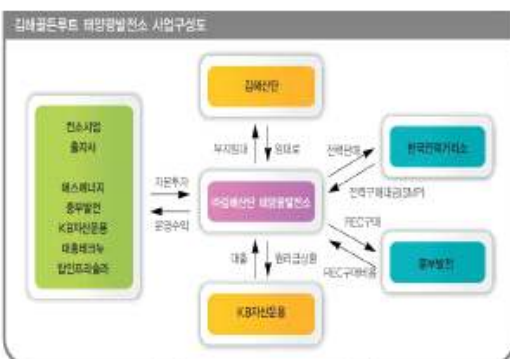 김해골든루트 태양광발전소 사업구성도
김해산단
컨소시엄
출자사
에스에너지
중부발전
KB자산운용
대흥테크뉴
탑인프라솔라
부지임대
임대료
전력판매
한국전력거래소
전력구매대금(SMP)
자본투자
운영수익
㈜김해산단 태양광발전소
REC구매
REC구매비용
중부발전
대출
원리금상환
KB자산운용